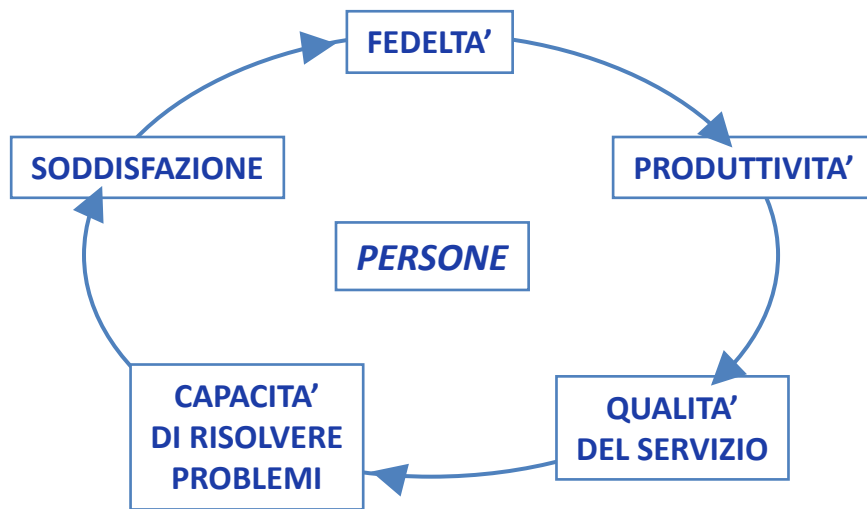 FEDELTA’
SODDISFAZIONE
PRODUTTIVITA’
PERSONE
CAPACITA’
DI RISOLVERE
PROBLEMI
QUALITA’
DEL SERVIZIO